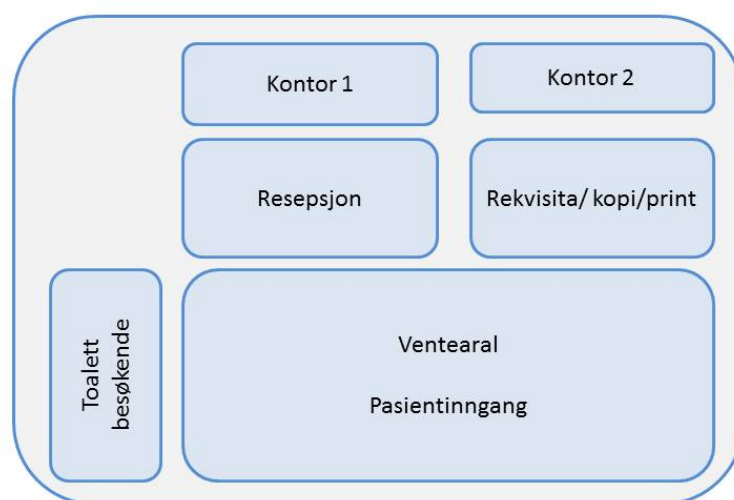 Kontor 1
Kontor 2
Resepsjon
Rekvisita/ kopi/print
Toalett
besøkende
Ventearal
Pasientinngang